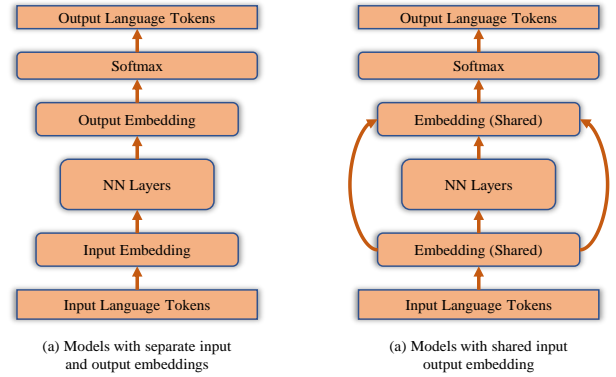 Output Language Tokens
Softmax
Output Embedding
NN Layers
Input Embedding
Input Language Tokens
(a) Models with separate input
and output embeddings
Output Language Tokens
Softmax
Embedding (Shared)
NN Layers
Embedding (Shared)
Input Language Tokens
(a) Models with shared input
output embedding